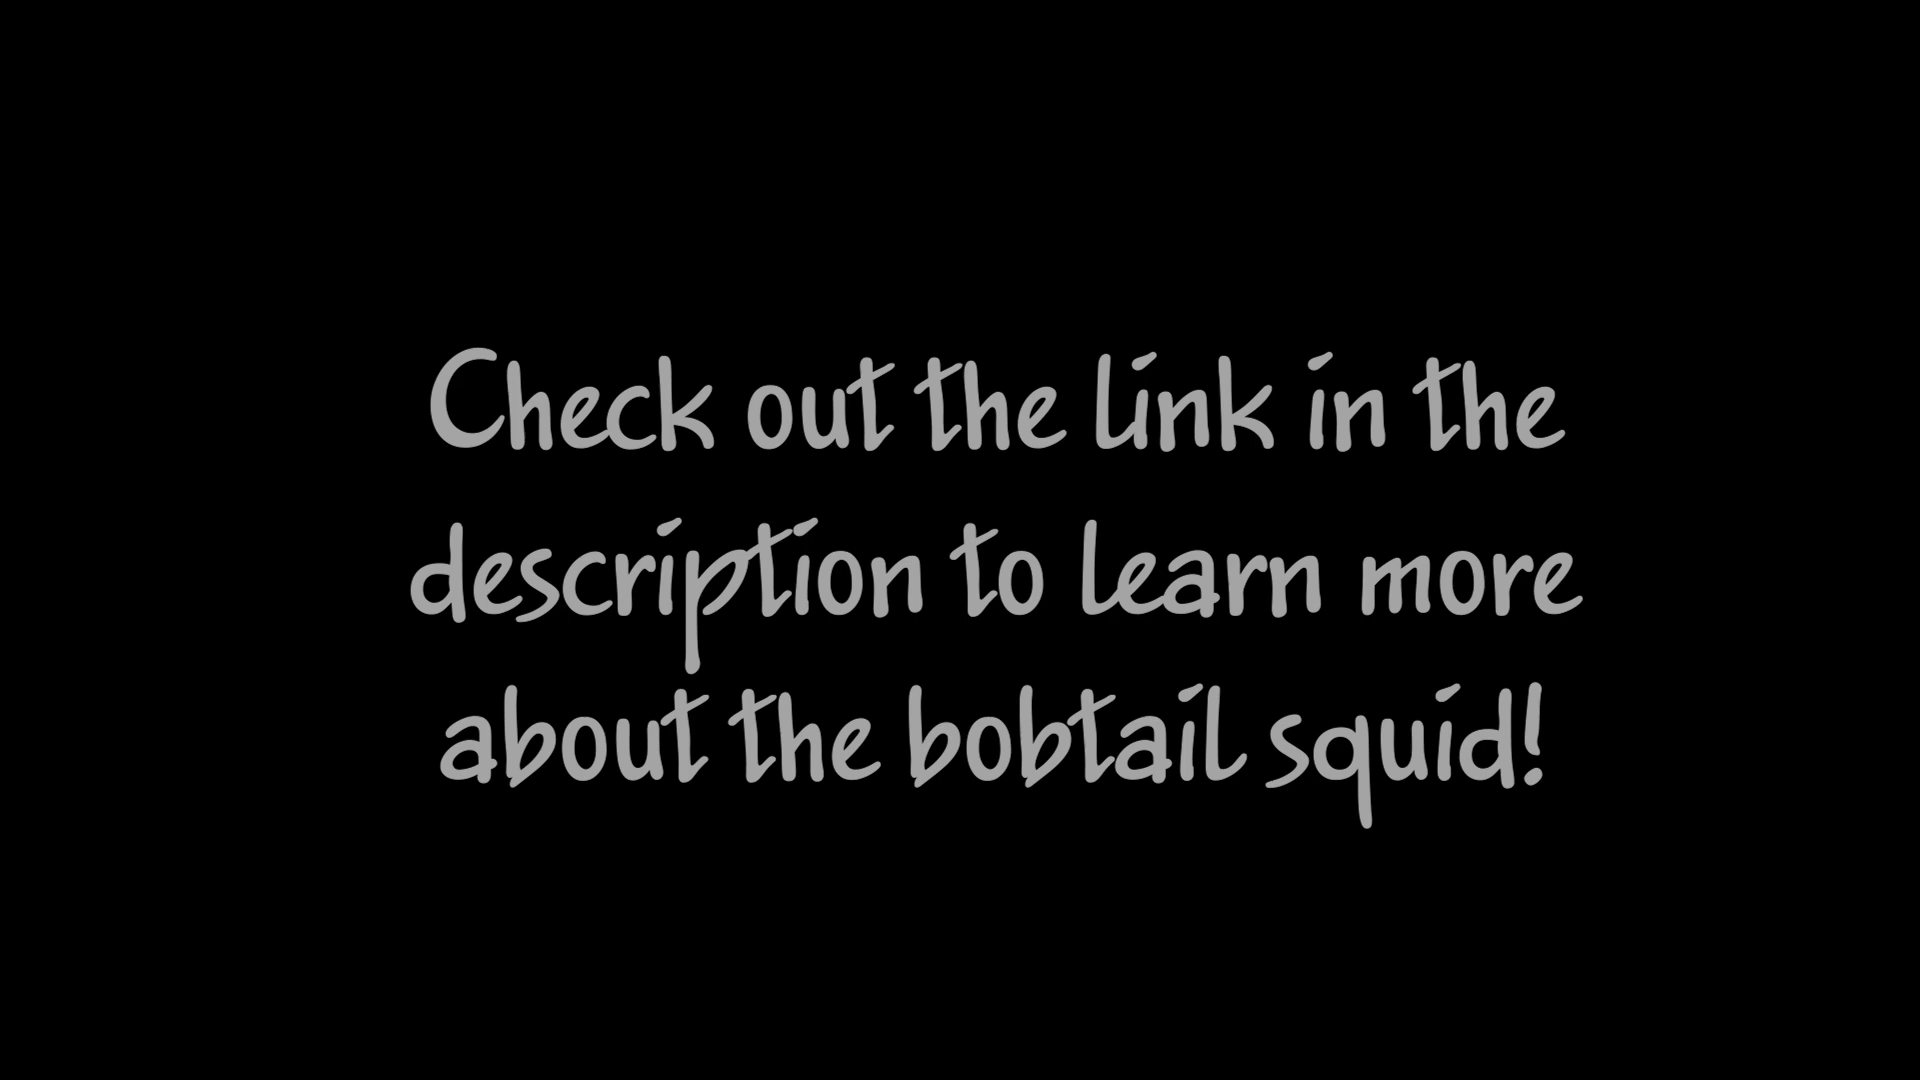 Check out the link in the
description to learn more
about the bobtail squid!